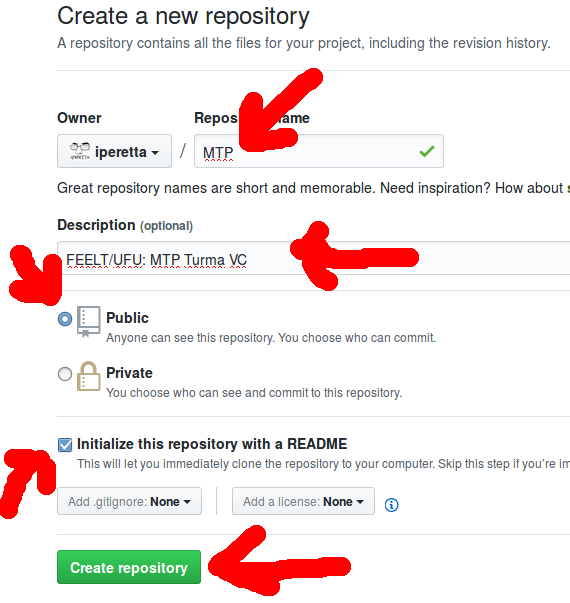 Create a new repository
A repository contains all the files for your project, including the revision history.
Owner
Repos name
iperetta
/
MTP
Great repository names are short and memorable. Need inspiration? How about
Description (optional)
FEELT/UFU: MTP Turma VC
Public
Anyone can see this repository. You choose who can commit.
Private
You choose who can see and commit to this repository.
Initialize this repository with a README
This will let you immediately clone the repository to your computer. Skip this step if you're im
Add .gitignore: None
Add a license: None
Create repository